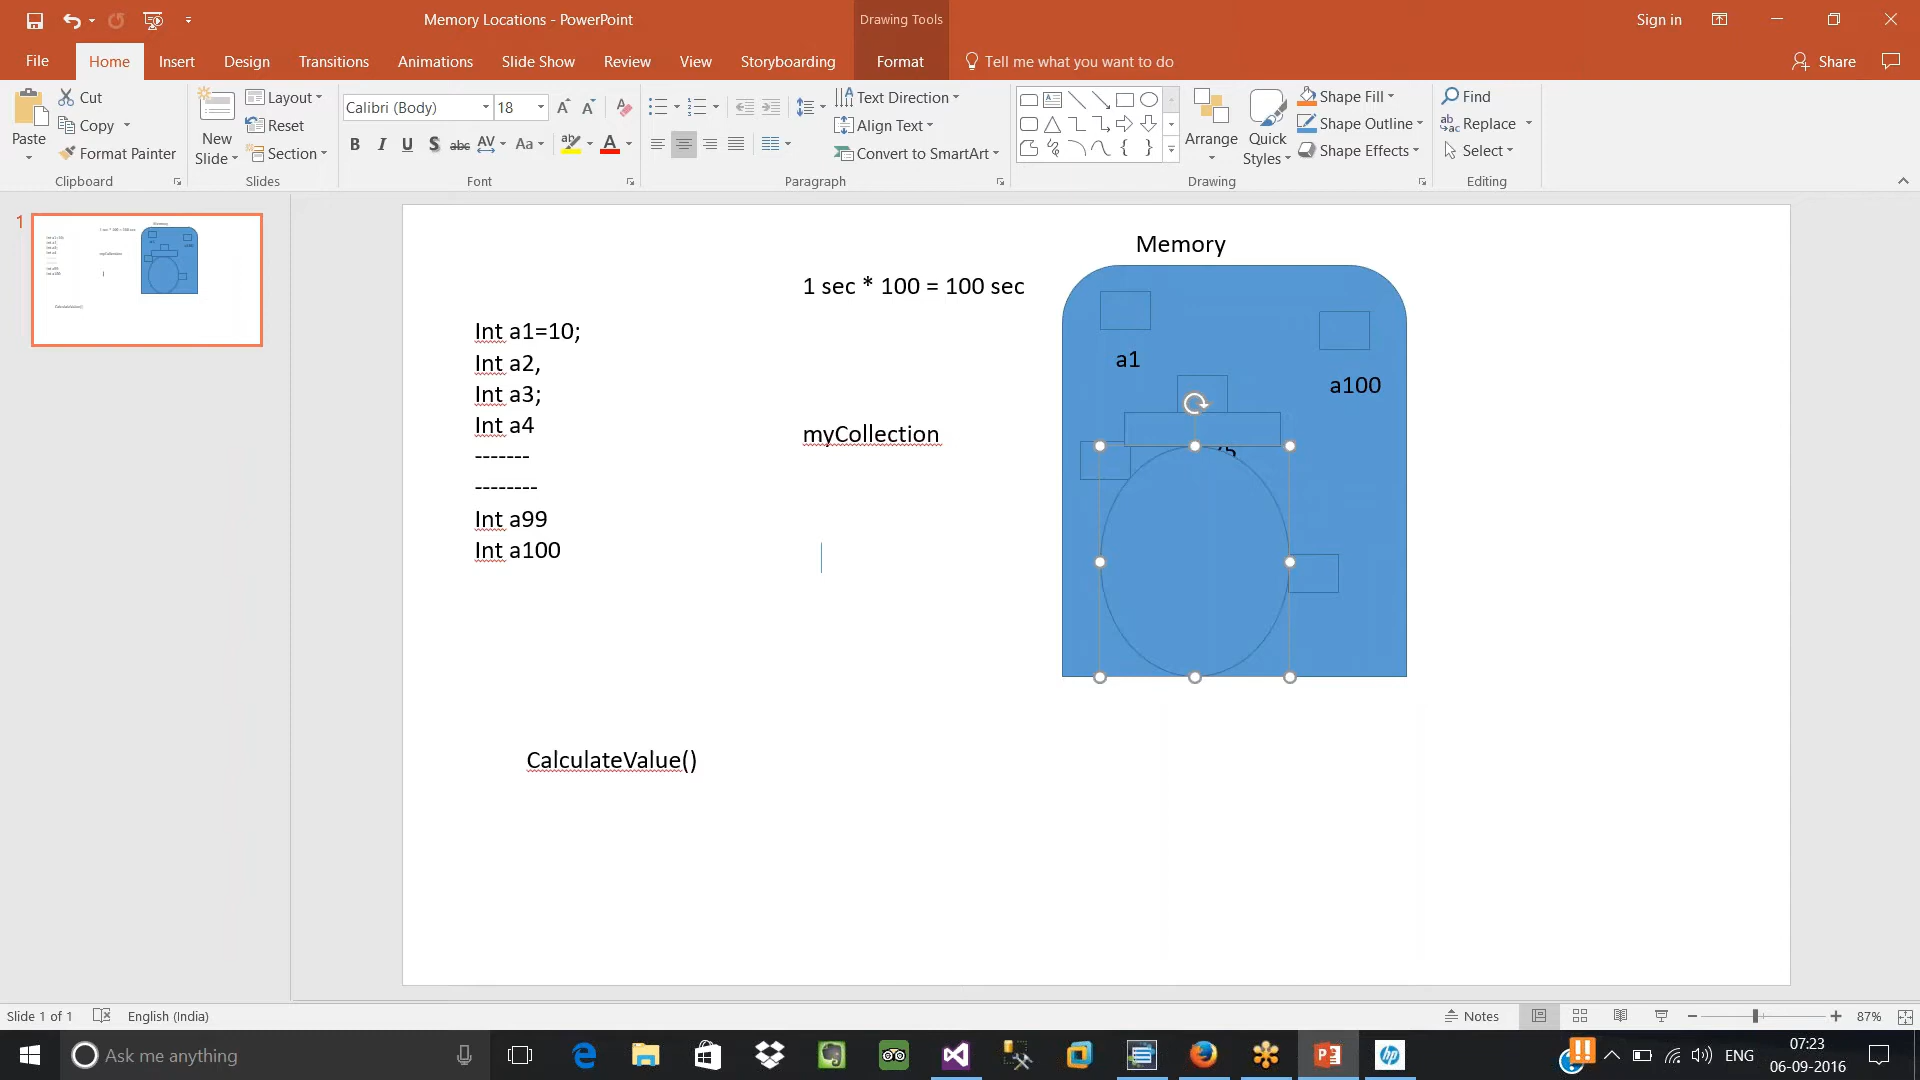 Memory Locations - PowerPoint
Drawing Tools
Sign in
File
Home
Insert
Design
Transitions
Animations
Slide Show
Review
View
Storyboarding
Format
Tell me what you want to do
Share
Paste
Cut
Copy
Format Painter
Clipboard
New
Slide
Layout
Reset
Section
Slides
Calibri (Body)
18
B I U S abc AV Aa A
Font
Text Direction
Align Text
Convert to SmartArt
Paragraph
Arrange
Quick
Styles
Shape Fill
Shape Outline
Shape Effects
Drawing
Find
Replace
Select
Editing
1
Memory
1 sec * 100 = 100 sec
Int a1=10;
Int a2,
Int a3;
Int a4
-------
--------
Int a99
Int a100
myCollection
a1
a100
CalculateValue()
Slide 1 of 1
English (India)
Notes
87%
Ask me anything
ENG
07:23
06-09-2016